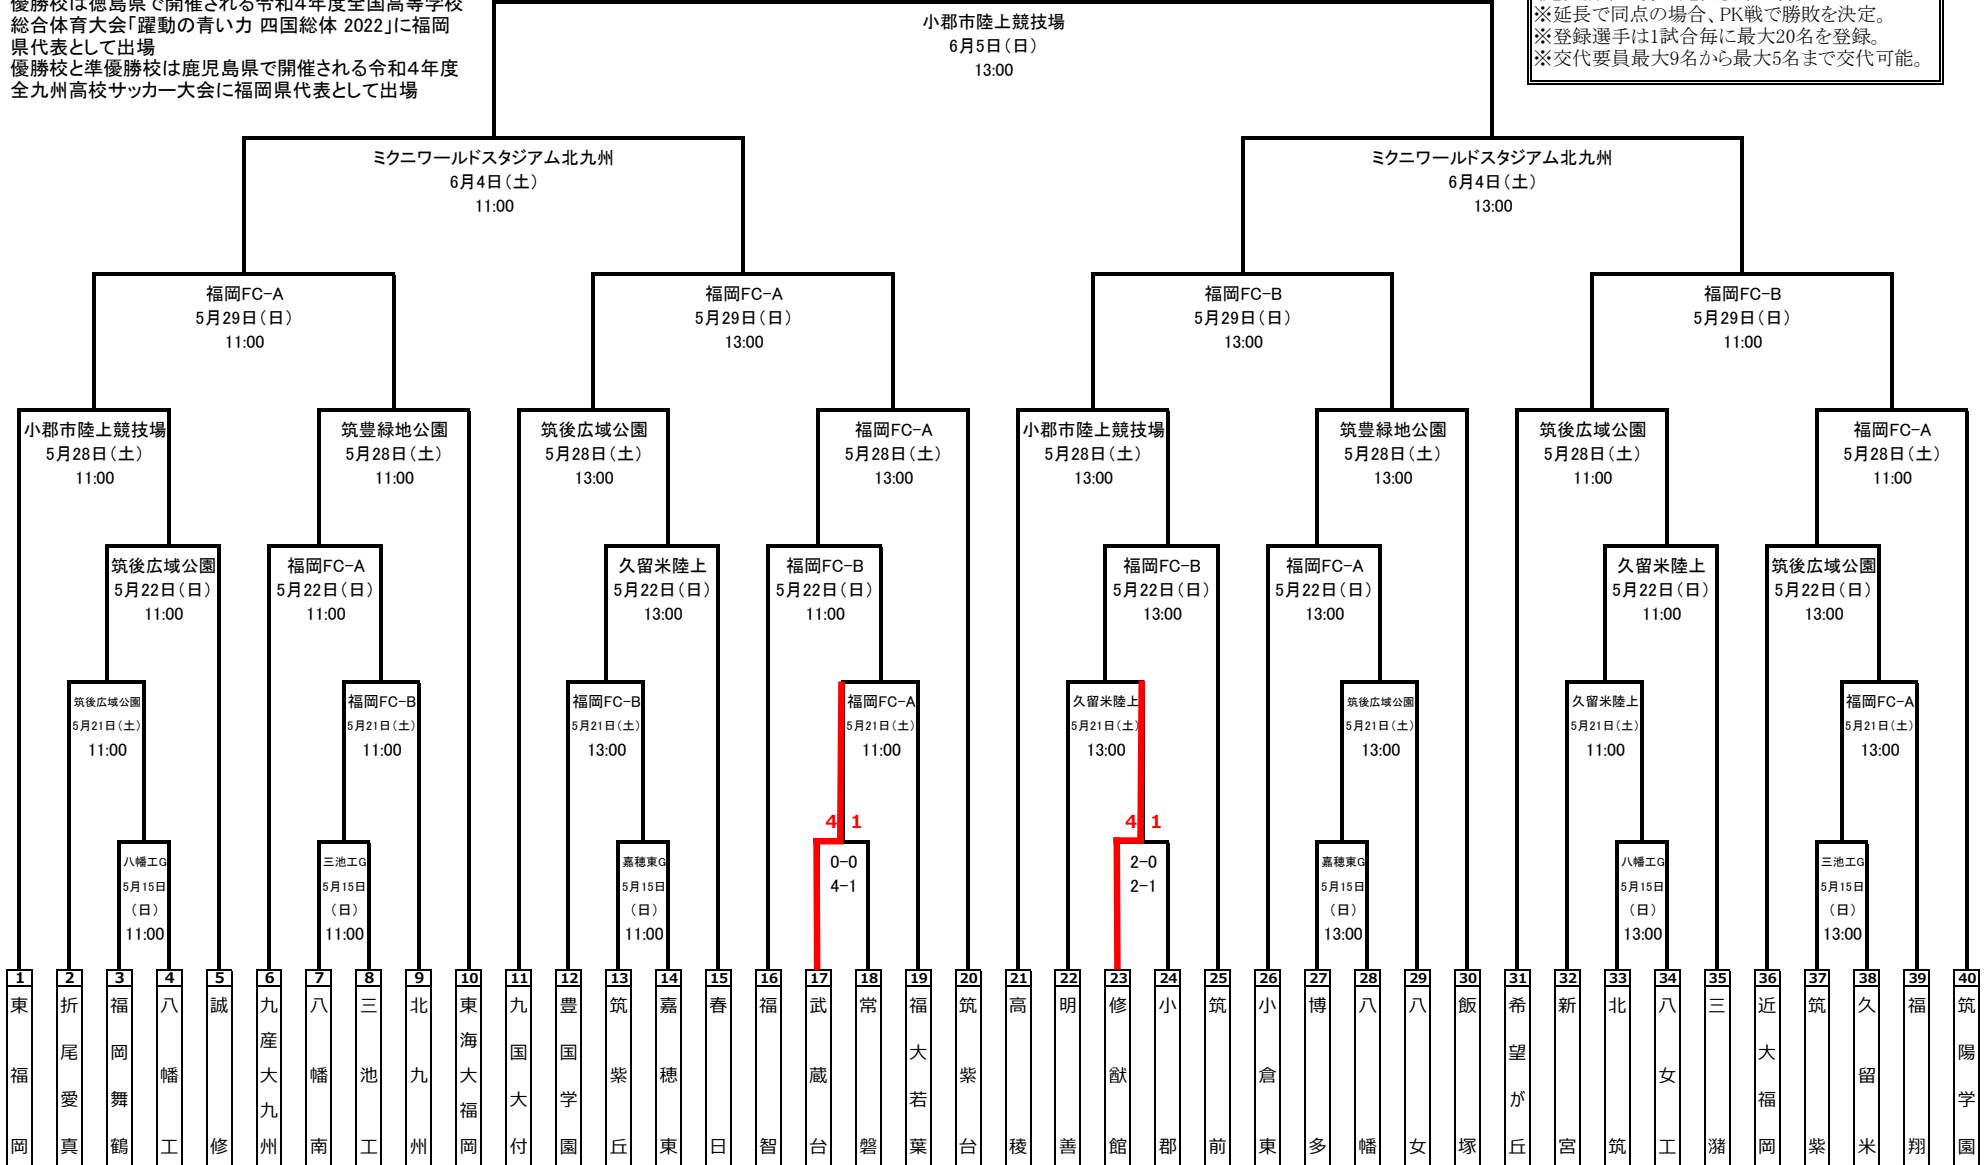 優勝校は徳島県で開催される令和4年度全国高等学校
総合体育大会「躍動の青い力 四国総体 2022」に福岡
県代表として出場
優勝校と準優勝校は鹿児島県で開催される令和4年度
全九州高校サッカー大会に福岡県代表として出場
※延長で同点の場合、PK戦で勝敗を決定。
※登録選手は1試合毎に最大20名を登録。
※交代要員最大9名から最大5名まで交代可能。
小郡市陸上競技場
6月5日(日)
13:00
ミクニワールドスタジアム北九州
6月4日(土)
11:00
ミクニワールドスタジアム北九州
6月4日(土)
13:00
福岡FC-A
5月29日(日)
11:00
福岡FC-A
5月29日(日)
13:00
福岡FC-B
5月29日(日)
13:00
福岡FC-B
5月29日(日)
11:00
小郡市陸上競技場
5月28日(土)
11:00
筑豊緑地公園
5月28日(土)
11:00
筑後広域公園
5月28日(土)
13:00
福岡FC-A
5月28日(土)
13:00
小郡市陸上競技場
5月28日(土)
13:00
筑豊緑地公園
5月28日(土)
13:00
筑後広域公園
5月28日(土)
11:00
福岡FC-A
5月28日(土)
11:00
筑後広域公園
5月22日(日)
11:00
福岡FC-A
5月22日(日)
11:00
久留米陸上
5月22日(日)
13:00
福岡FC-B
5月22日(日)
11:00
福岡FC-B
5月22日(日)
13:00
福岡FC-A
5月22日(日)
13:00
久留米陸上
5月22日(日)
11:00
筑後広域公園
5月22日(日)
13:00
筑後広域公園
5月21日(土)
11:00
福岡FC-B
5月21日(土)
11:00
福岡FC-B
5月21日(土)
13:00
福岡FC-A
5月21日(土)
11:00
久留米陸上
5月21日(土)
13:00
筑後広域公園
5月21日(土)
13:00
久留米陸上
5月21日(土)
11:00
福岡FC-A
5月21日(土)
13:00
八幡工G
5月15日
(日)
11:00
三池工G
5月15日
(日)
11:00
嘉穂東G
5月15日
(日)
11:00
4 1
0-0
4-1
4 1
2-0
2-1
嘉穂東G
5月15日
(日)
13:00
八幡工G
5月15日
(日)
13:00
三池工G
5月15日
(日)
13:00
1 東福岡
2 折尾愛真
3 福岡舞鶴
4 八幡工
5 誠修
6 九産大九州
7 八幡南
8 三池工
9 北九州
10 東海大福岡
11 九国大付
12 豊国学園
13 筑紫丘
14 嘉穂東
15 春日
16 福智
17 武蔵台
18 常磐
19 福大若葉
20 筑紫台
21 高稜
22 明善
23 修猷館
24 小郡
25 筑前
26 小倉東
27 博多
28 八幡
29 八女
30 飯塚
31 希望が丘
32 新宮
33 北筑
34 八女工
35 三潴
36 近大福岡
37 筑紫
38 久留米
39 福翔
40 筑陽学園